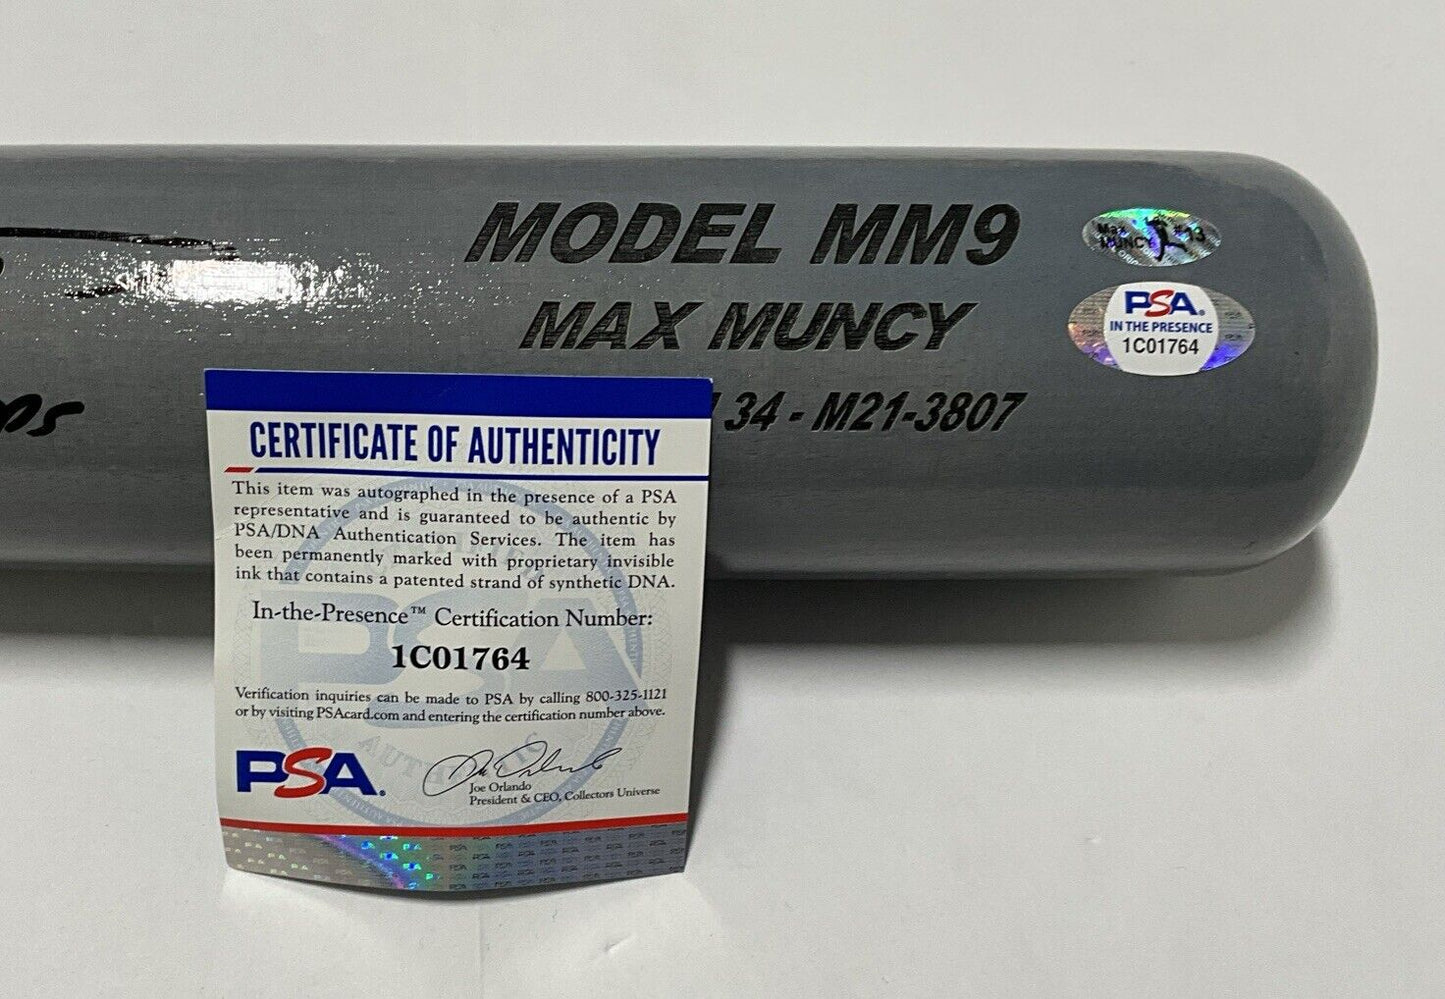 MODEL MM9
MAX MUNCY
34 - M21-3807
Max
MUNCY
#13
PSA
IN THE PRESENCE
1C01764
CERTIFICATE OF AUTHENTICITY
This item was autographed in the presence of a PSA
representative and is guaranteed to be authentic by
PSA/DNA Authentication Services. The item has
been permanently marked with proprietary invisible
ink that contains a patented strand of synthetic DNA.
In-the-Presence™ Certification Number:
1C01764
Verification inquiries can be made to PSA by calling 800-325-1121
or by visiting PSAcard.com and entering the certification number above.
PSA.
Joe Orlando
President & CEO, Collectors Universe